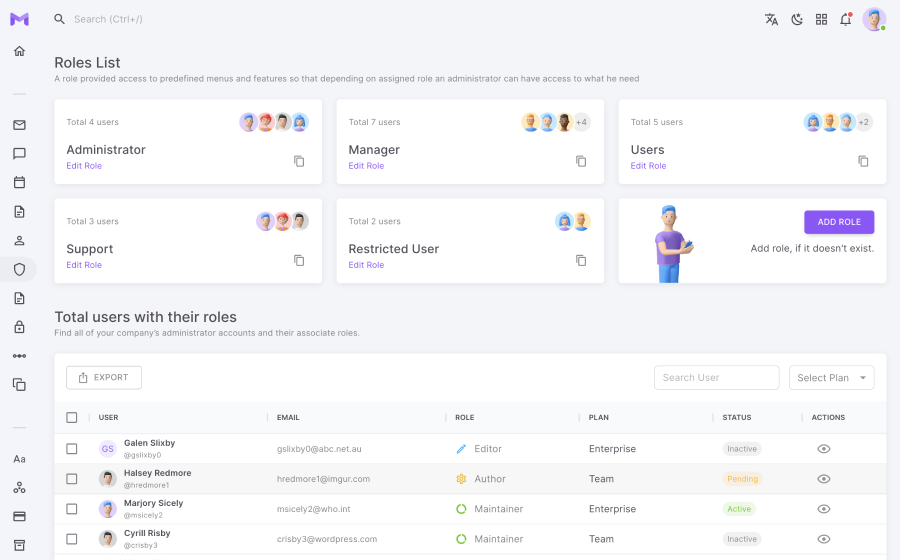 Search (Ctrl+/)
Roles List
A role provided access to predefined menus and features so that depending on assigned role an administrator can have access to what he need
Total 4 users
Administrator
Edit Role
Total 7 users
+4
Manager
Edit Role
Total 5 users
+2
Users
Edit Role
Total 3 users
Support
Edit Role
Total 2 users
Restricted User
Edit Role
ADD ROLE
Add role, if it doesn't exist.
Total users with their roles
Find all of your company's administrator accounts and their associate roles.
EXPORT
Search User
Select Plan
USER EMAIL ROLE PLAN STATUS ACTIONS
GS Galen Slixby gslixby0@abc.net.au Editor Enterprise Inactive
@gslixby0
Halsey Redmore hredmore1@imgur.com Author Team Pending
@hredmore1
Marjory Sicely msicely2@who.int Maintainer Enterprise Active
@msicely2
Cyrill Risby crisby3@wordpress.com Maintainer Team Inactive
@crisby3
Aa